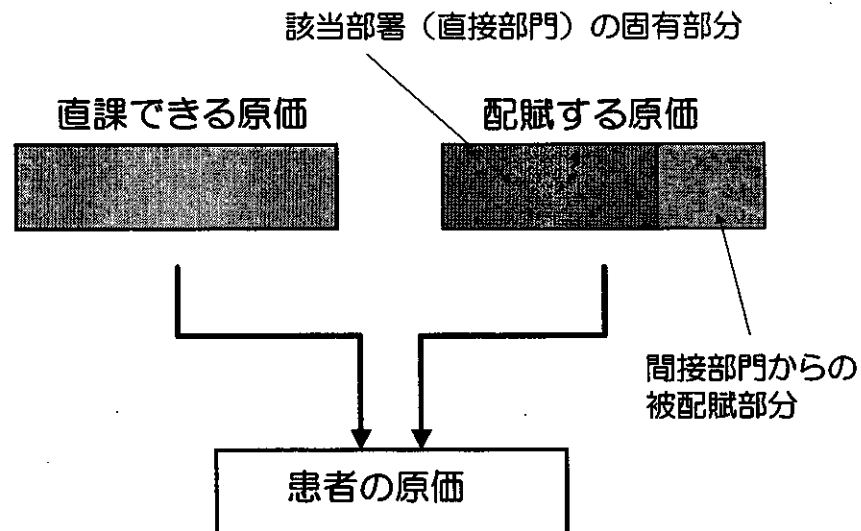 該当部署（直接部門）の固有部分
直課できる原価
配賦する原価
間接部門からの
被配賦部分
患者の原価